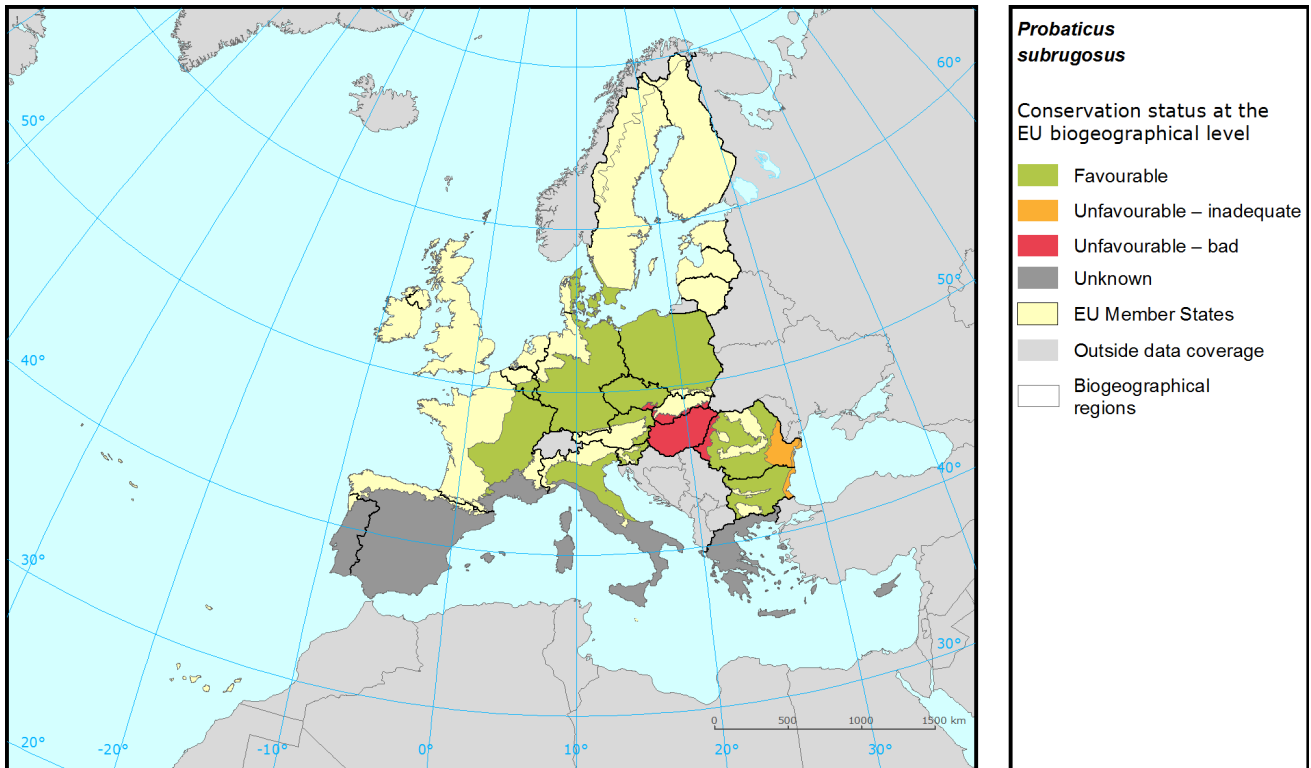 Probaticus
subrugosus
Conservation status at the
EU biogeographical level
Favourable
Unfavourable – inadequate
Unfavourable – bad
Unknown
EU Member States
Outside data coverage
Biogeographical
regions
60°
50°
50°
40°
40°
30°
30°
20°
-20°
-10°
0°
10°
20°
30°
0
500
1000
1500 km